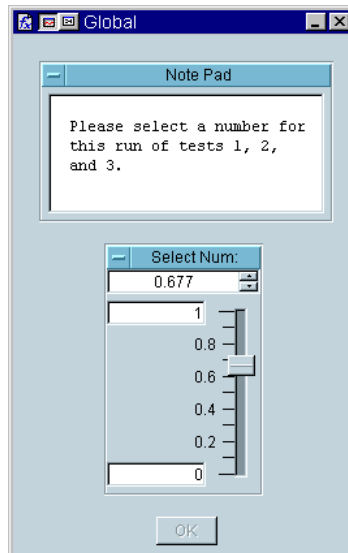 Global
Note Pad
Please select a number for
this run of tests 1, 2,
and 3.
Select Num:
0.677
1
0.8
0.6
0.4
0.2
0
OK